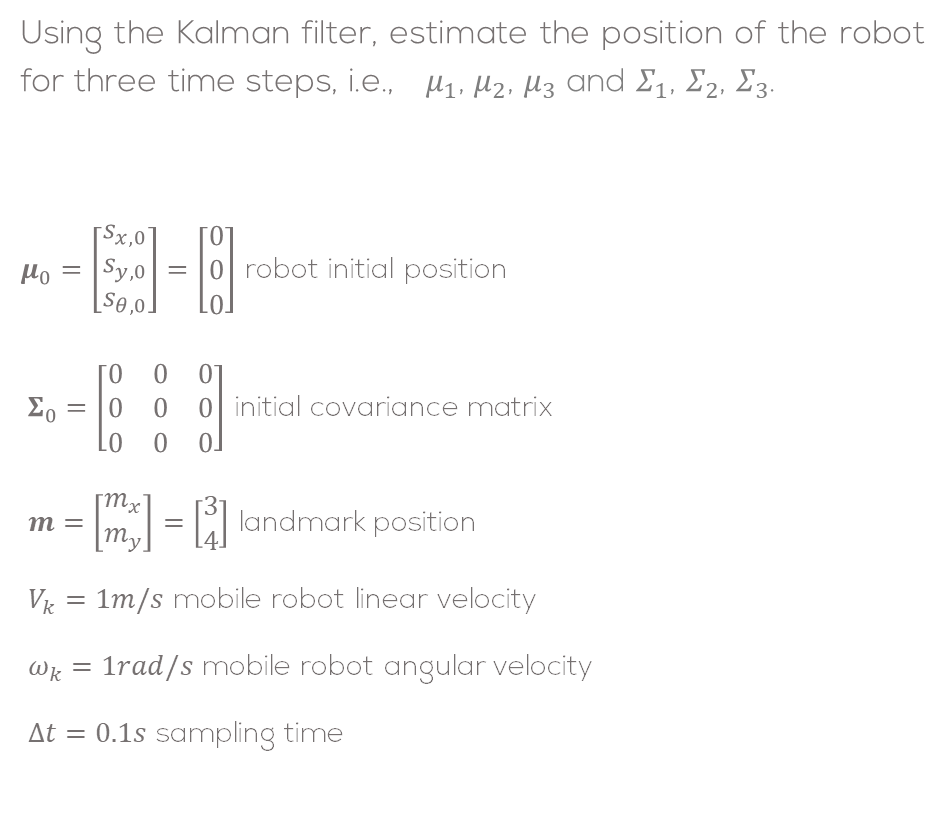 Using the Kalman filter, estimate the position of the robot
for three time steps, i.e., μ₁, μ₂, μ₃ and Σ₁, Σ₂, Σ₃.
μ₀ = [s_{x,0} s_{y,0} s_{θ,0}] = [0 0 0] robot initial position
Σ₀ = [0 0 0
0 0 0
0 0 0] initial covariance matrix
m = [m_x m_y] = [3 4] landmark position
V_k = 1m/s mobile robot linear velocity
ω_k = 1rad/s mobile robot angular velocity
Δt = 0.1s sampling time